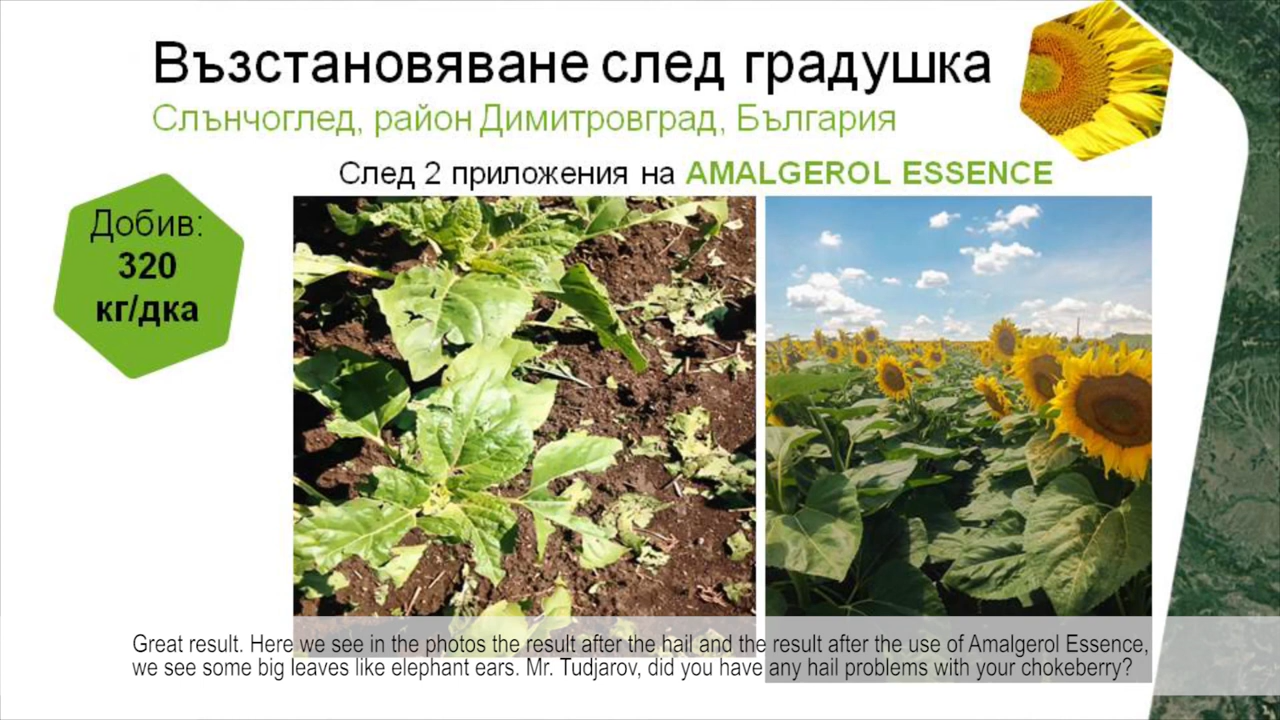 Възстановяване след градушка
Слънчоглед, район Димитровград, България
След 2 приложения на AMALGEROL ESSENCE
Добив:
320
кг/дка
Great result. Here we see in the photos the result after the hail and the result after the use of Amalgerol Essence,
we see some big leaves like elephant ears. Mr. Tudjarov, did you have any hail problems with your chokeberry?